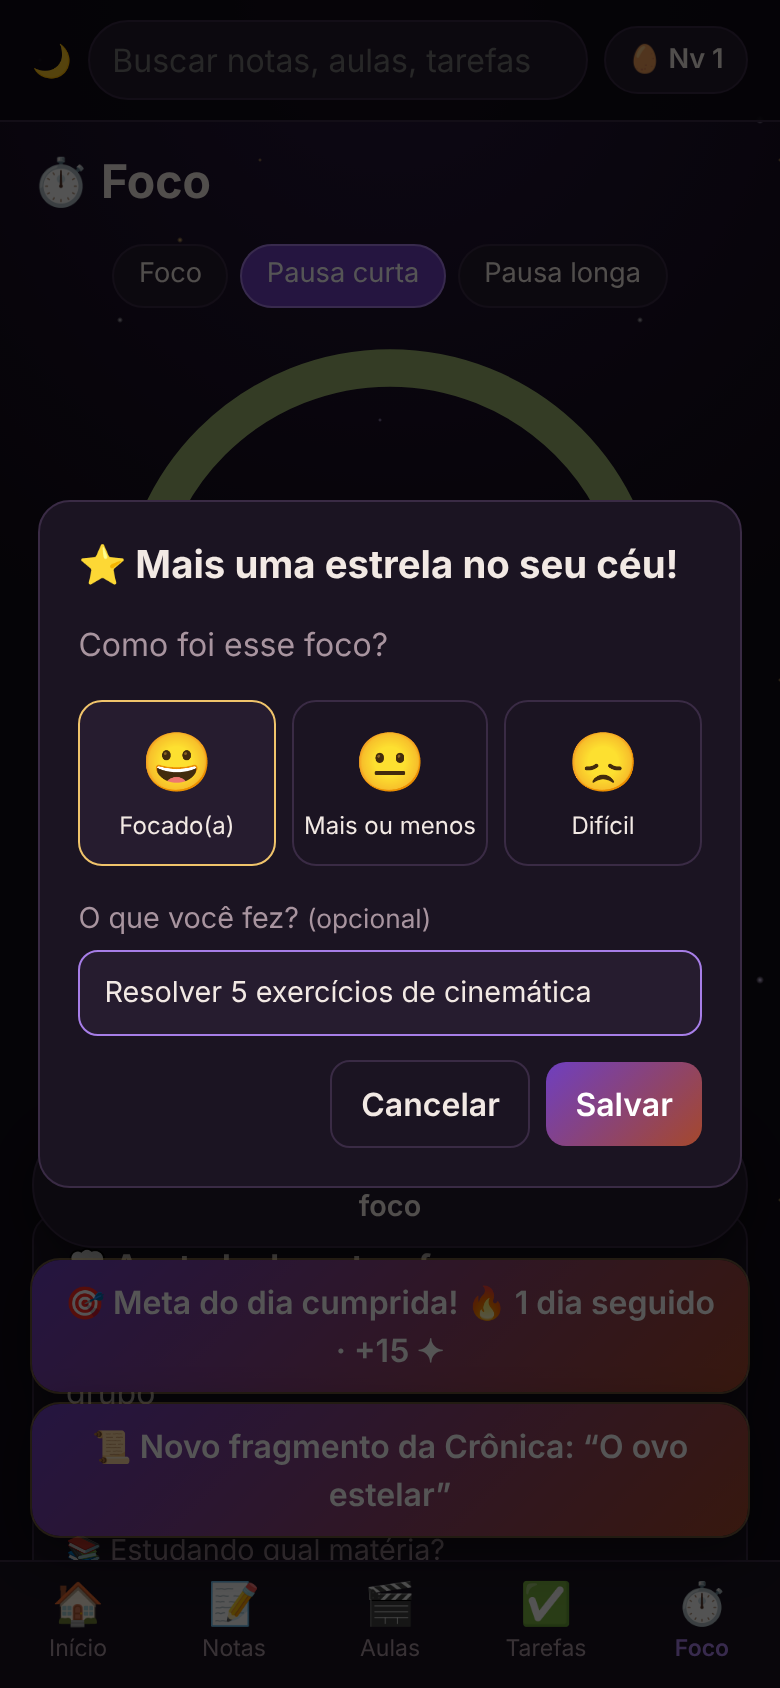 Buscar notas, aulas, tarefas
Nv 1
Foco
Foco
Pausa curta
Pausa longa
Mais uma estrela no seu céu!
Como foi esse foco?
Focado(a)
Mais ou menos
Difícil
O que você fez? (opcional)
Resolver 5 exercícios de cinemática
Cancelar
Salvar
foco
Meta do dia cumprida! 🔥 1 dia seguido
· +15 ✦
grupo
Novo fragmento da Crônica: “O ovo
estelar”
Estudando qual matéria?
Início
Notas
Aulas
Tarefas
Foco